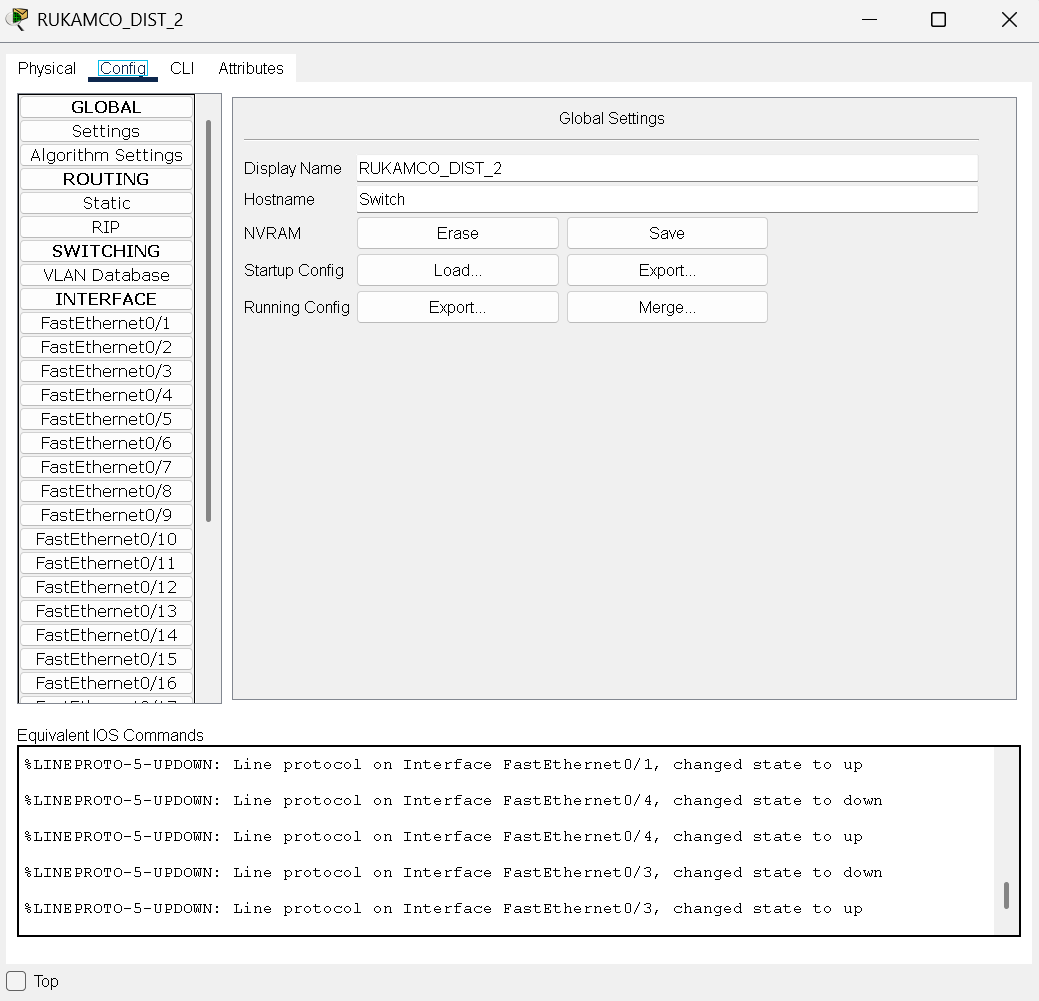 RUKAMCO_DIST_2
Physical Config CLI Attributes
GLOBAL
Settings
Algorithm Settings
ROUTING
Static
RIP
SWITCHING
VLAN Database
INTERFACE
FastEthernet0/1
FastEthernet0/2
FastEthernet0/3
FastEthernet0/4
FastEthernet0/5
FastEthernet0/6
FastEthernet0/7
FastEthernet0/8
FastEthernet0/9
FastEthernet0/10
FastEthernet0/11
FastEthernet0/12
FastEthernet0/13
FastEthernet0/14
FastEthernet0/15
FastEthernet0/16
Global Settings
Display Name RUKAMCO_DIST_2
Hostname Switch
NVRAM Erase Save
Startup Config Load... Export...
Running Config Export... Merge...
Equivalent IOS Commands
%LINEPROTO-5-UPDOWN: Line protocol on Interface FastEthernet0/1, changed state to up
%LINEPROTO-5-UPDOWN: Line protocol on Interface FastEthernet0/4, changed state to down
%LINEPROTO-5-UPDOWN: Line protocol on Interface FastEthernet0/4, changed state to up
%LINEPROTO-5-UPDOWN: Line protocol on Interface FastEthernet0/3, changed state to down
%LINEPROTO-5-UPDOWN: Line protocol on Interface FastEthernet0/3, changed state to up
Top